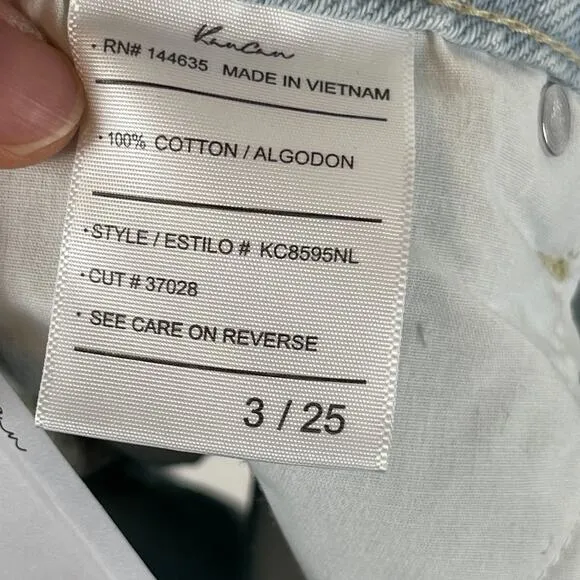 KanCan
· RN# 144635 MADE IN VIETNAM
· 100% COTTON / ALGODON
· STYLE / ESTILO # KC8595NL
· CUT # 37028
· SEE CARE ON REVERSE
3 / 25
an